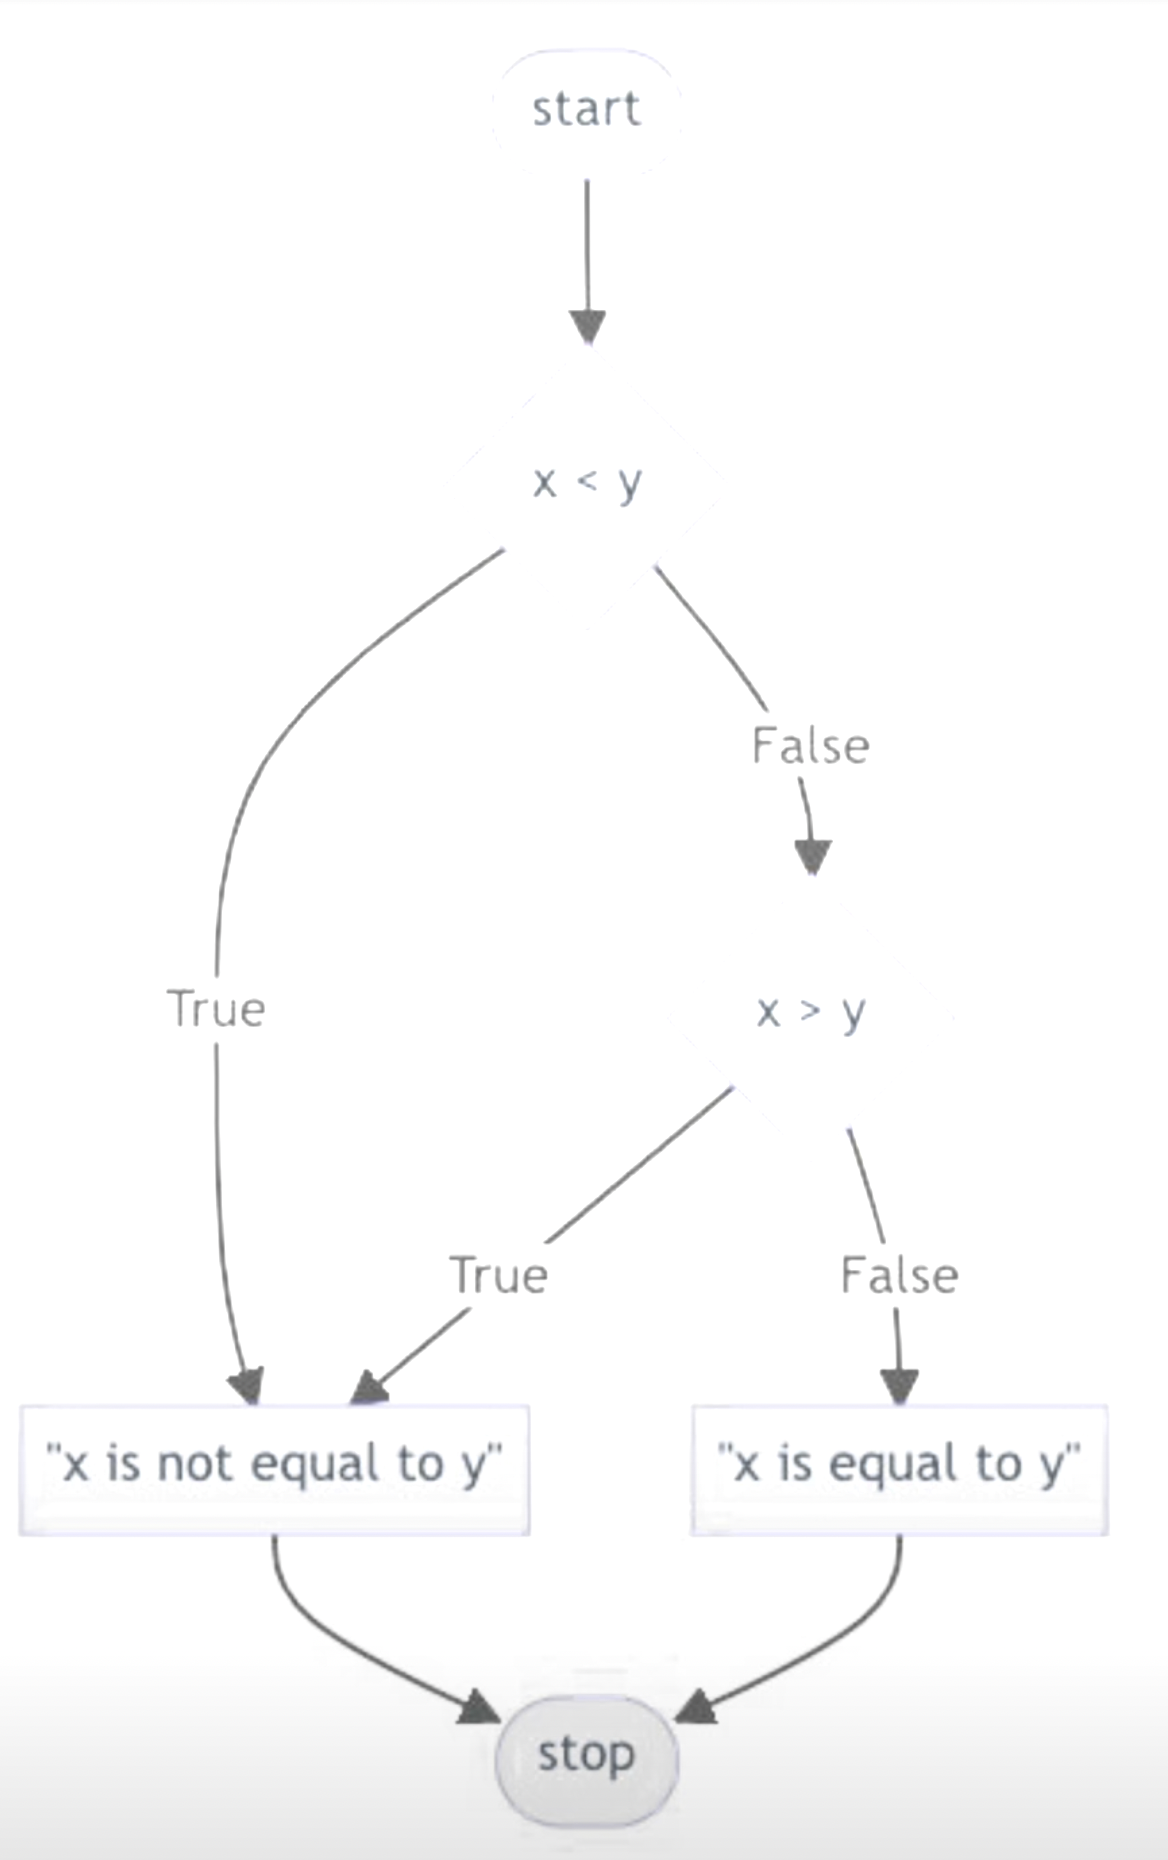 start
x < y
False
True
x > y
True
False
"x is not equal to y"
"x is equal to y"
stop